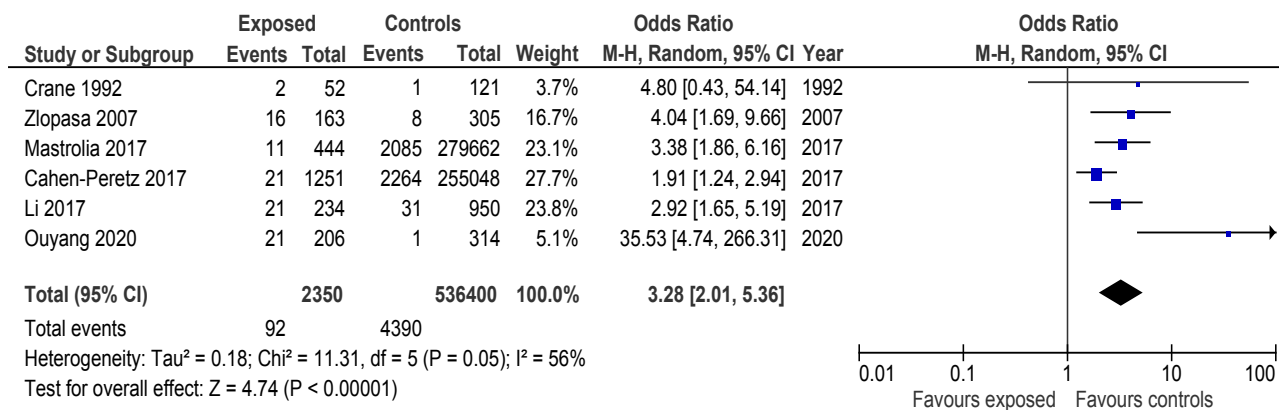 Exposed Controls Odds Ratio Odds Ratio
Study or Subgroup Events Total Events Total Weight M-H, Random, 95% CI Year M-H, Random, 95% CI
Crane 1992 2 52 1 121 3.7% 4.80 [0.43, 54.14] 1992
Zlopasa 2007 16 163 8 305 16.7% 4.04 [1.69, 9.66] 2007
Mastrolia 2017 11 444 2085 279662 23.1% 3.38 [1.86, 6.16] 2017
Cahen-Peretz 2017 21 1251 2264 255048 27.7% 1.91 [1.24, 2.94] 2017
Li 2017 21 234 31 950 23.8% 2.92 [1.65, 5.19] 2017
Ouyang 2020 21 206 1 314 5.1% 35.53 [4.74, 266.31] 2020
Total (95% CI) 2350 536400 100.0% 3.28 [2.01, 5.36]
Total events 92 4390
Heterogeneity: Tau² = 0.18; Chi² = 11.31, df = 5 (P = 0.05); I² = 56%
Test for overall effect: Z = 4.74 (P < 0.00001)
0.01 0.1 1 10 100
Favours exposed Favours controls